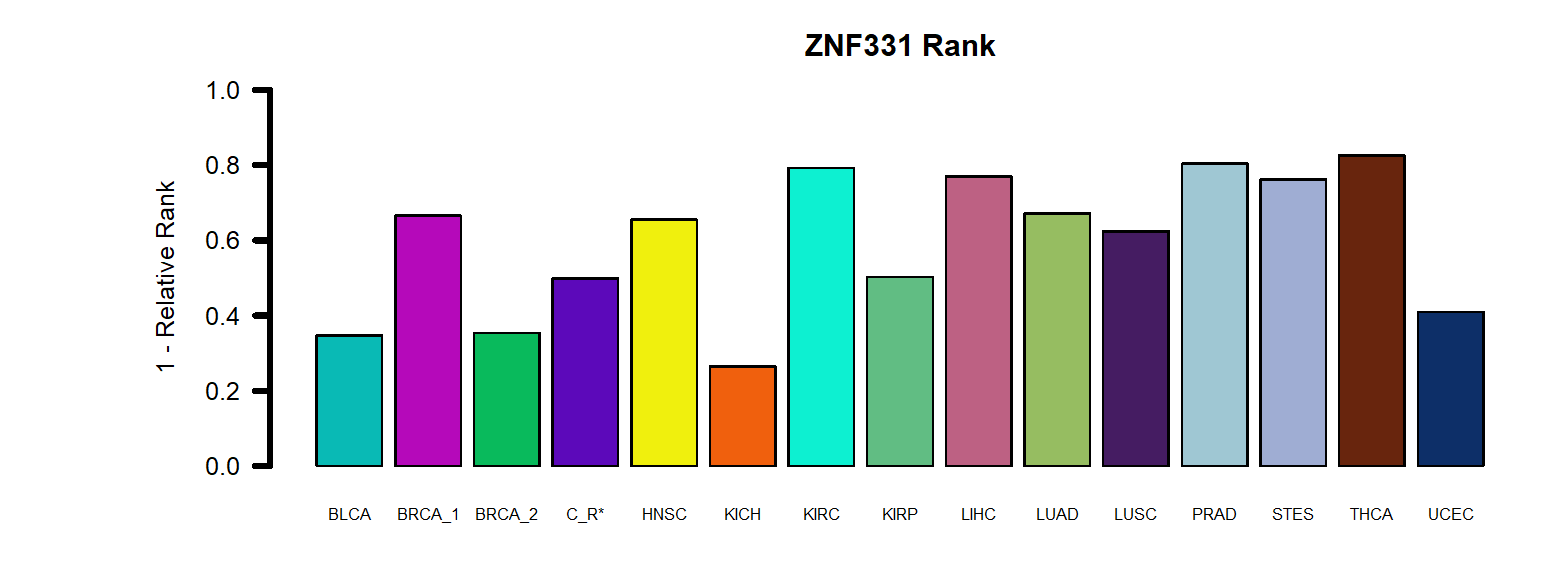 ZNF331 Rank
1 - Relative Rank
1.0
0.8
0.6
0.4
0.2
0.0
BLCA BRCA_1 BRCA_2 C_R* HNSC KICH KIRC KIRP LIHC LUAD LUSC PRAD STES THCA UCEC